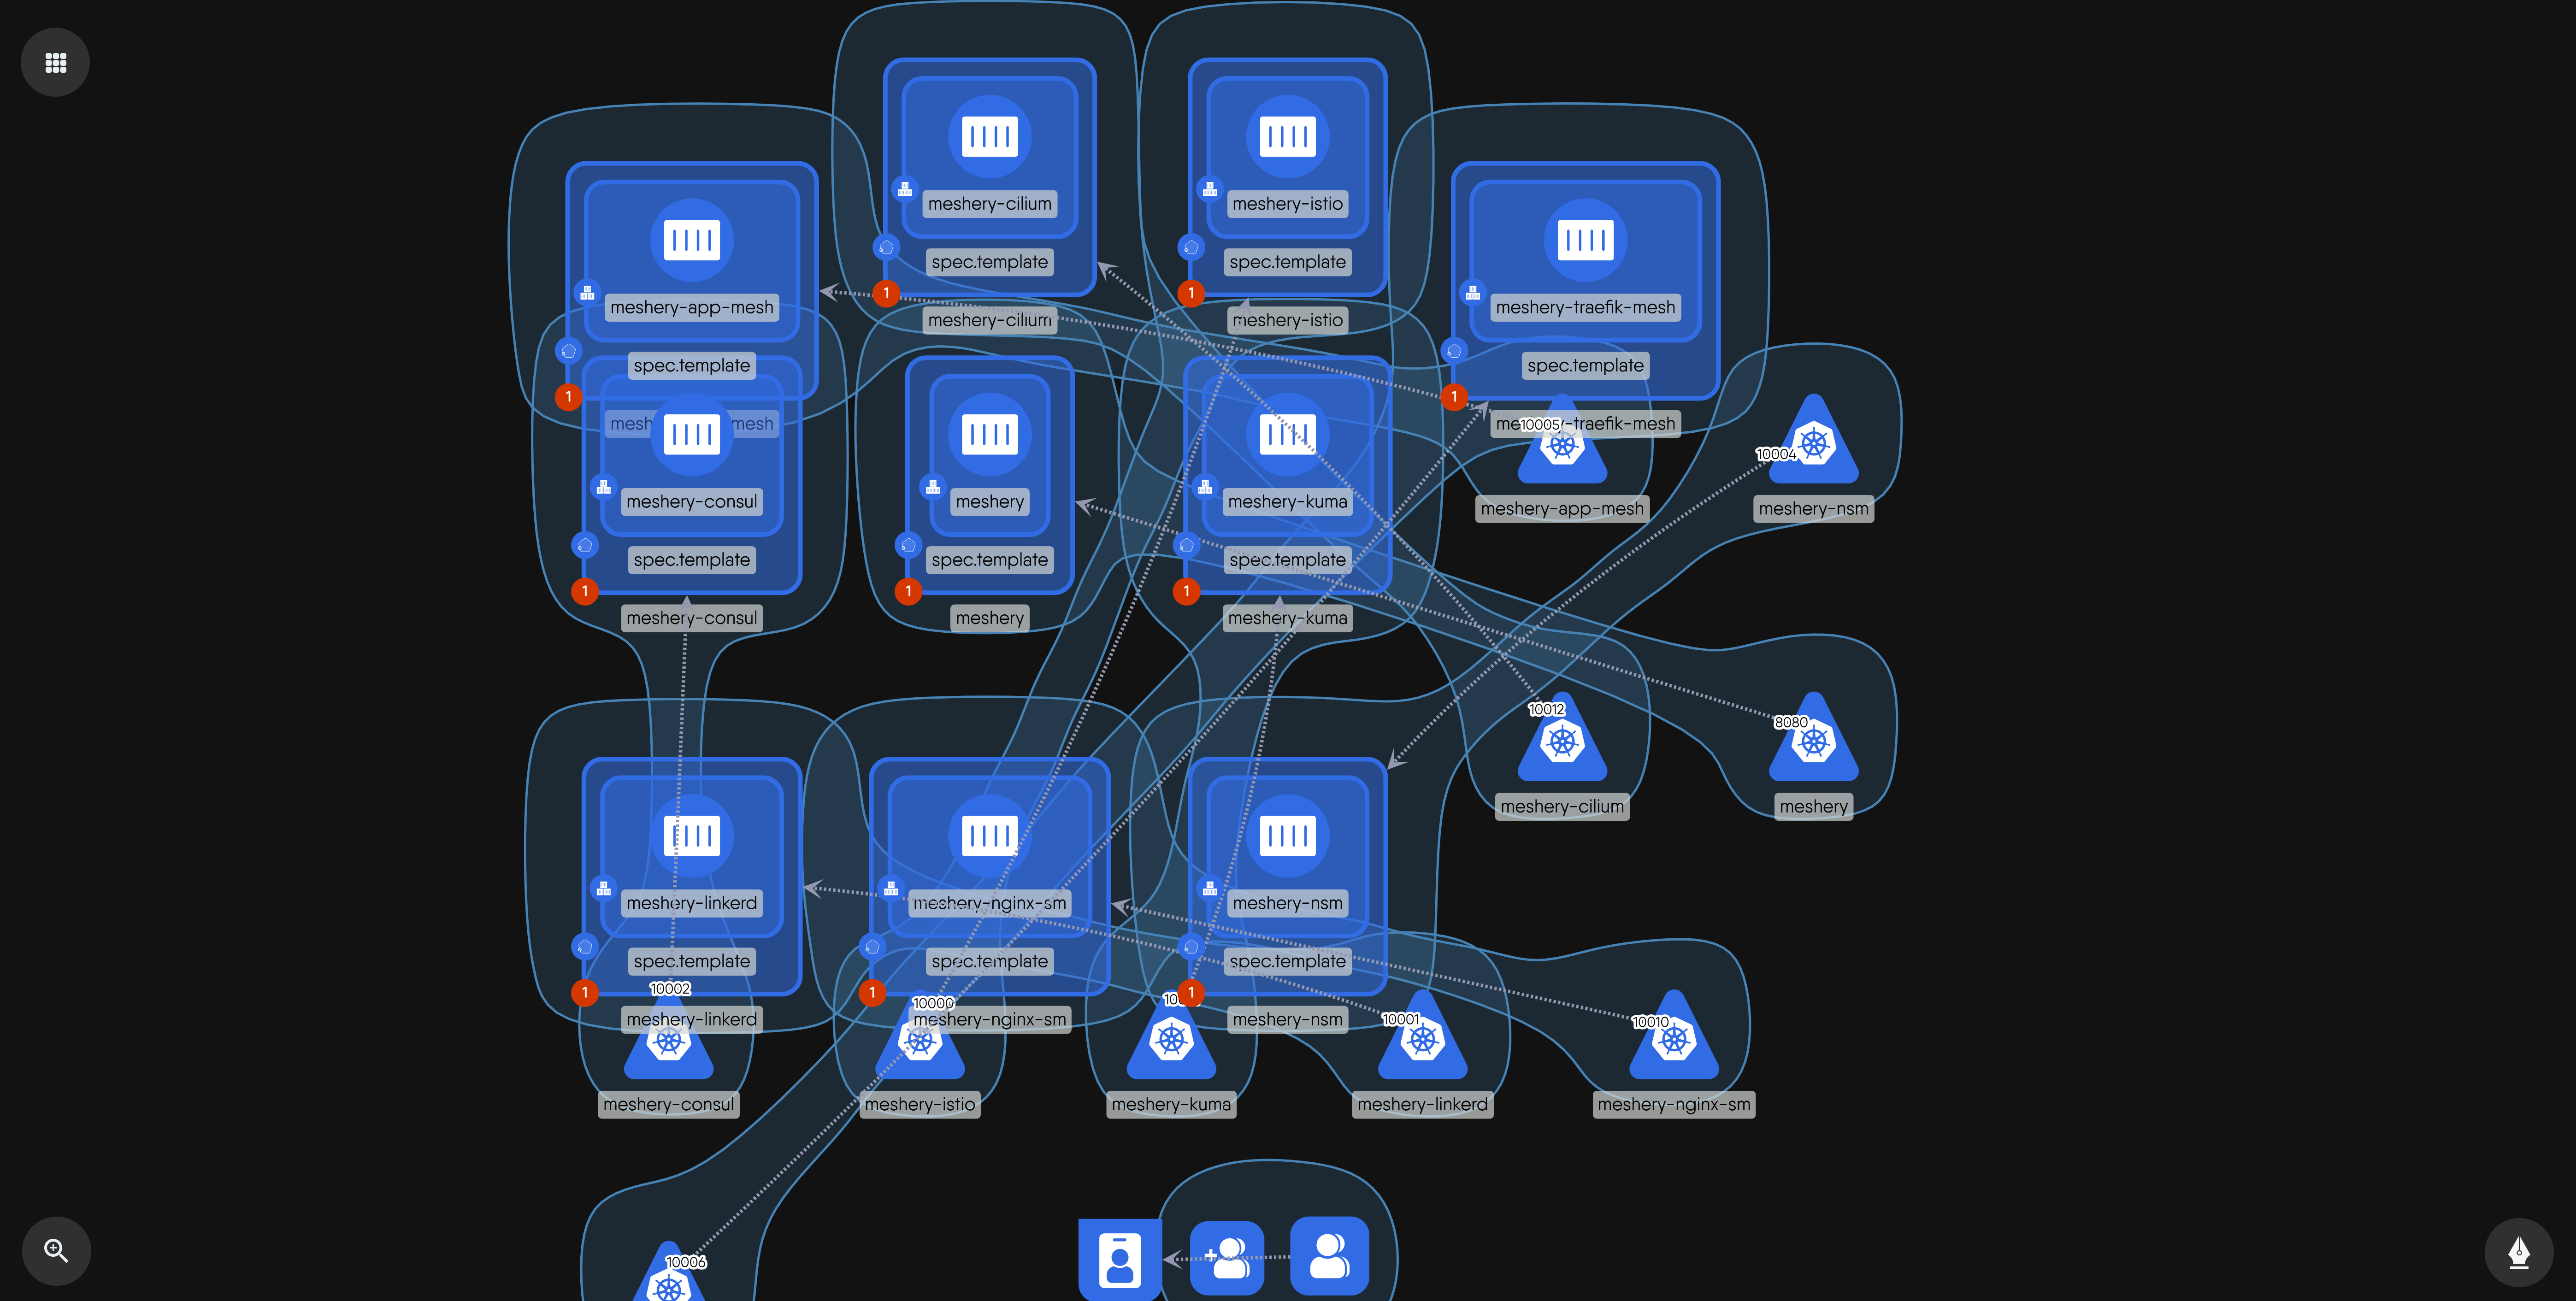 meshery-cilium
spec.template
1
meshery-cilium
meshery-istio
spec.template
1
meshery-istio
meshery-app-mesh
spec.template
1
mesh
mesh
meshery-traefik-mesh
spec.template
1
-traefik-mesh
10005
meshery-app-mesh
10004
meshery-nsm
meshery-consul
spec.template
1
meshery-consul
meshery
spec.template
1
meshery
meshery-kuma
spec.template
1
meshery-kuma
10012
meshery-cilium
8080
meshery
meshery-linkerd
spec.template
1
meshery-linkerd
meshery-nginx-sm
spec.template
1
meshery-nginx-sm
meshery-nsm
spec.template
1
meshery-nsm
10002
meshery-consul
10000
meshery-istio
meshery-kuma
10001
meshery-linkerd
10010
meshery-nginx-sm
10006